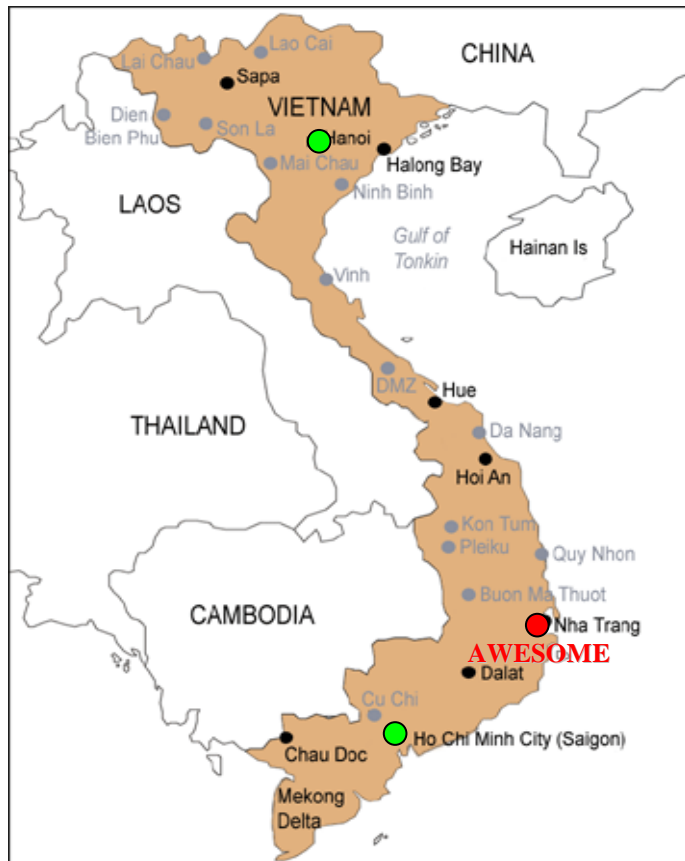 CHINA
Lao Cai
Lai Chau
Sapa
VIETNAM
Dien
Bien Phu
Son La
Hanoi
Halong Bay
Mai Chau
Ninh Binh
LAOS
Gulf of
Tonkin
Hainan Is
Vinh
DMZ
Hue
THAILAND
Da Nang
Hoi An
Kon Tum
Pleiku
Quy Nhon
Buon Ma Thuot
CAMBODIA
Nha Trang
AWESOME
Dalat
Cu Chi
Ho Chi Minh City (Saigon)
Chau Doc
Mekong
Delta